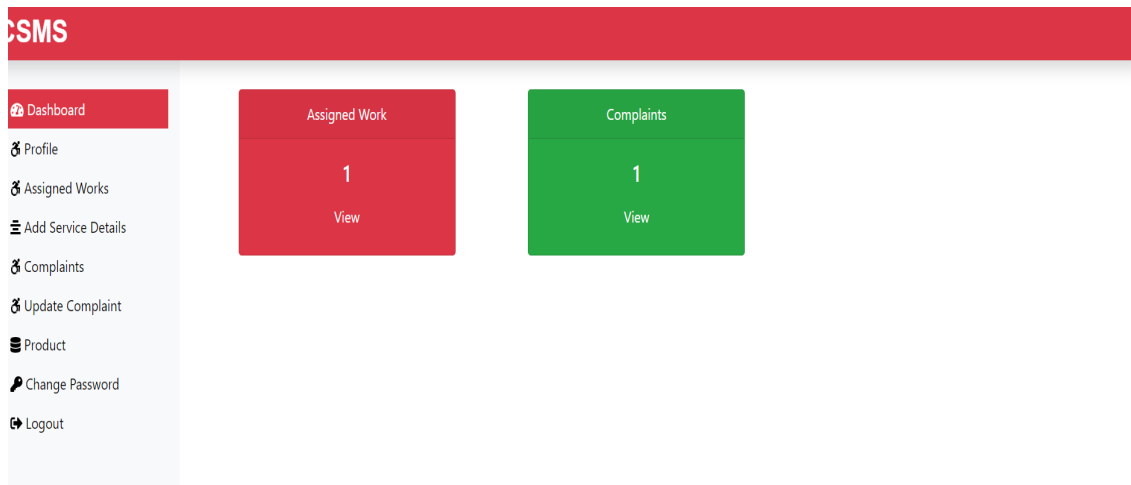 CSMS
Dashboard
Profile
Assigned Works
Add Service Details
Complaints
Update Complaint
Product
Change Password
Logout
Assigned Work
1
View
Complaints
1
View